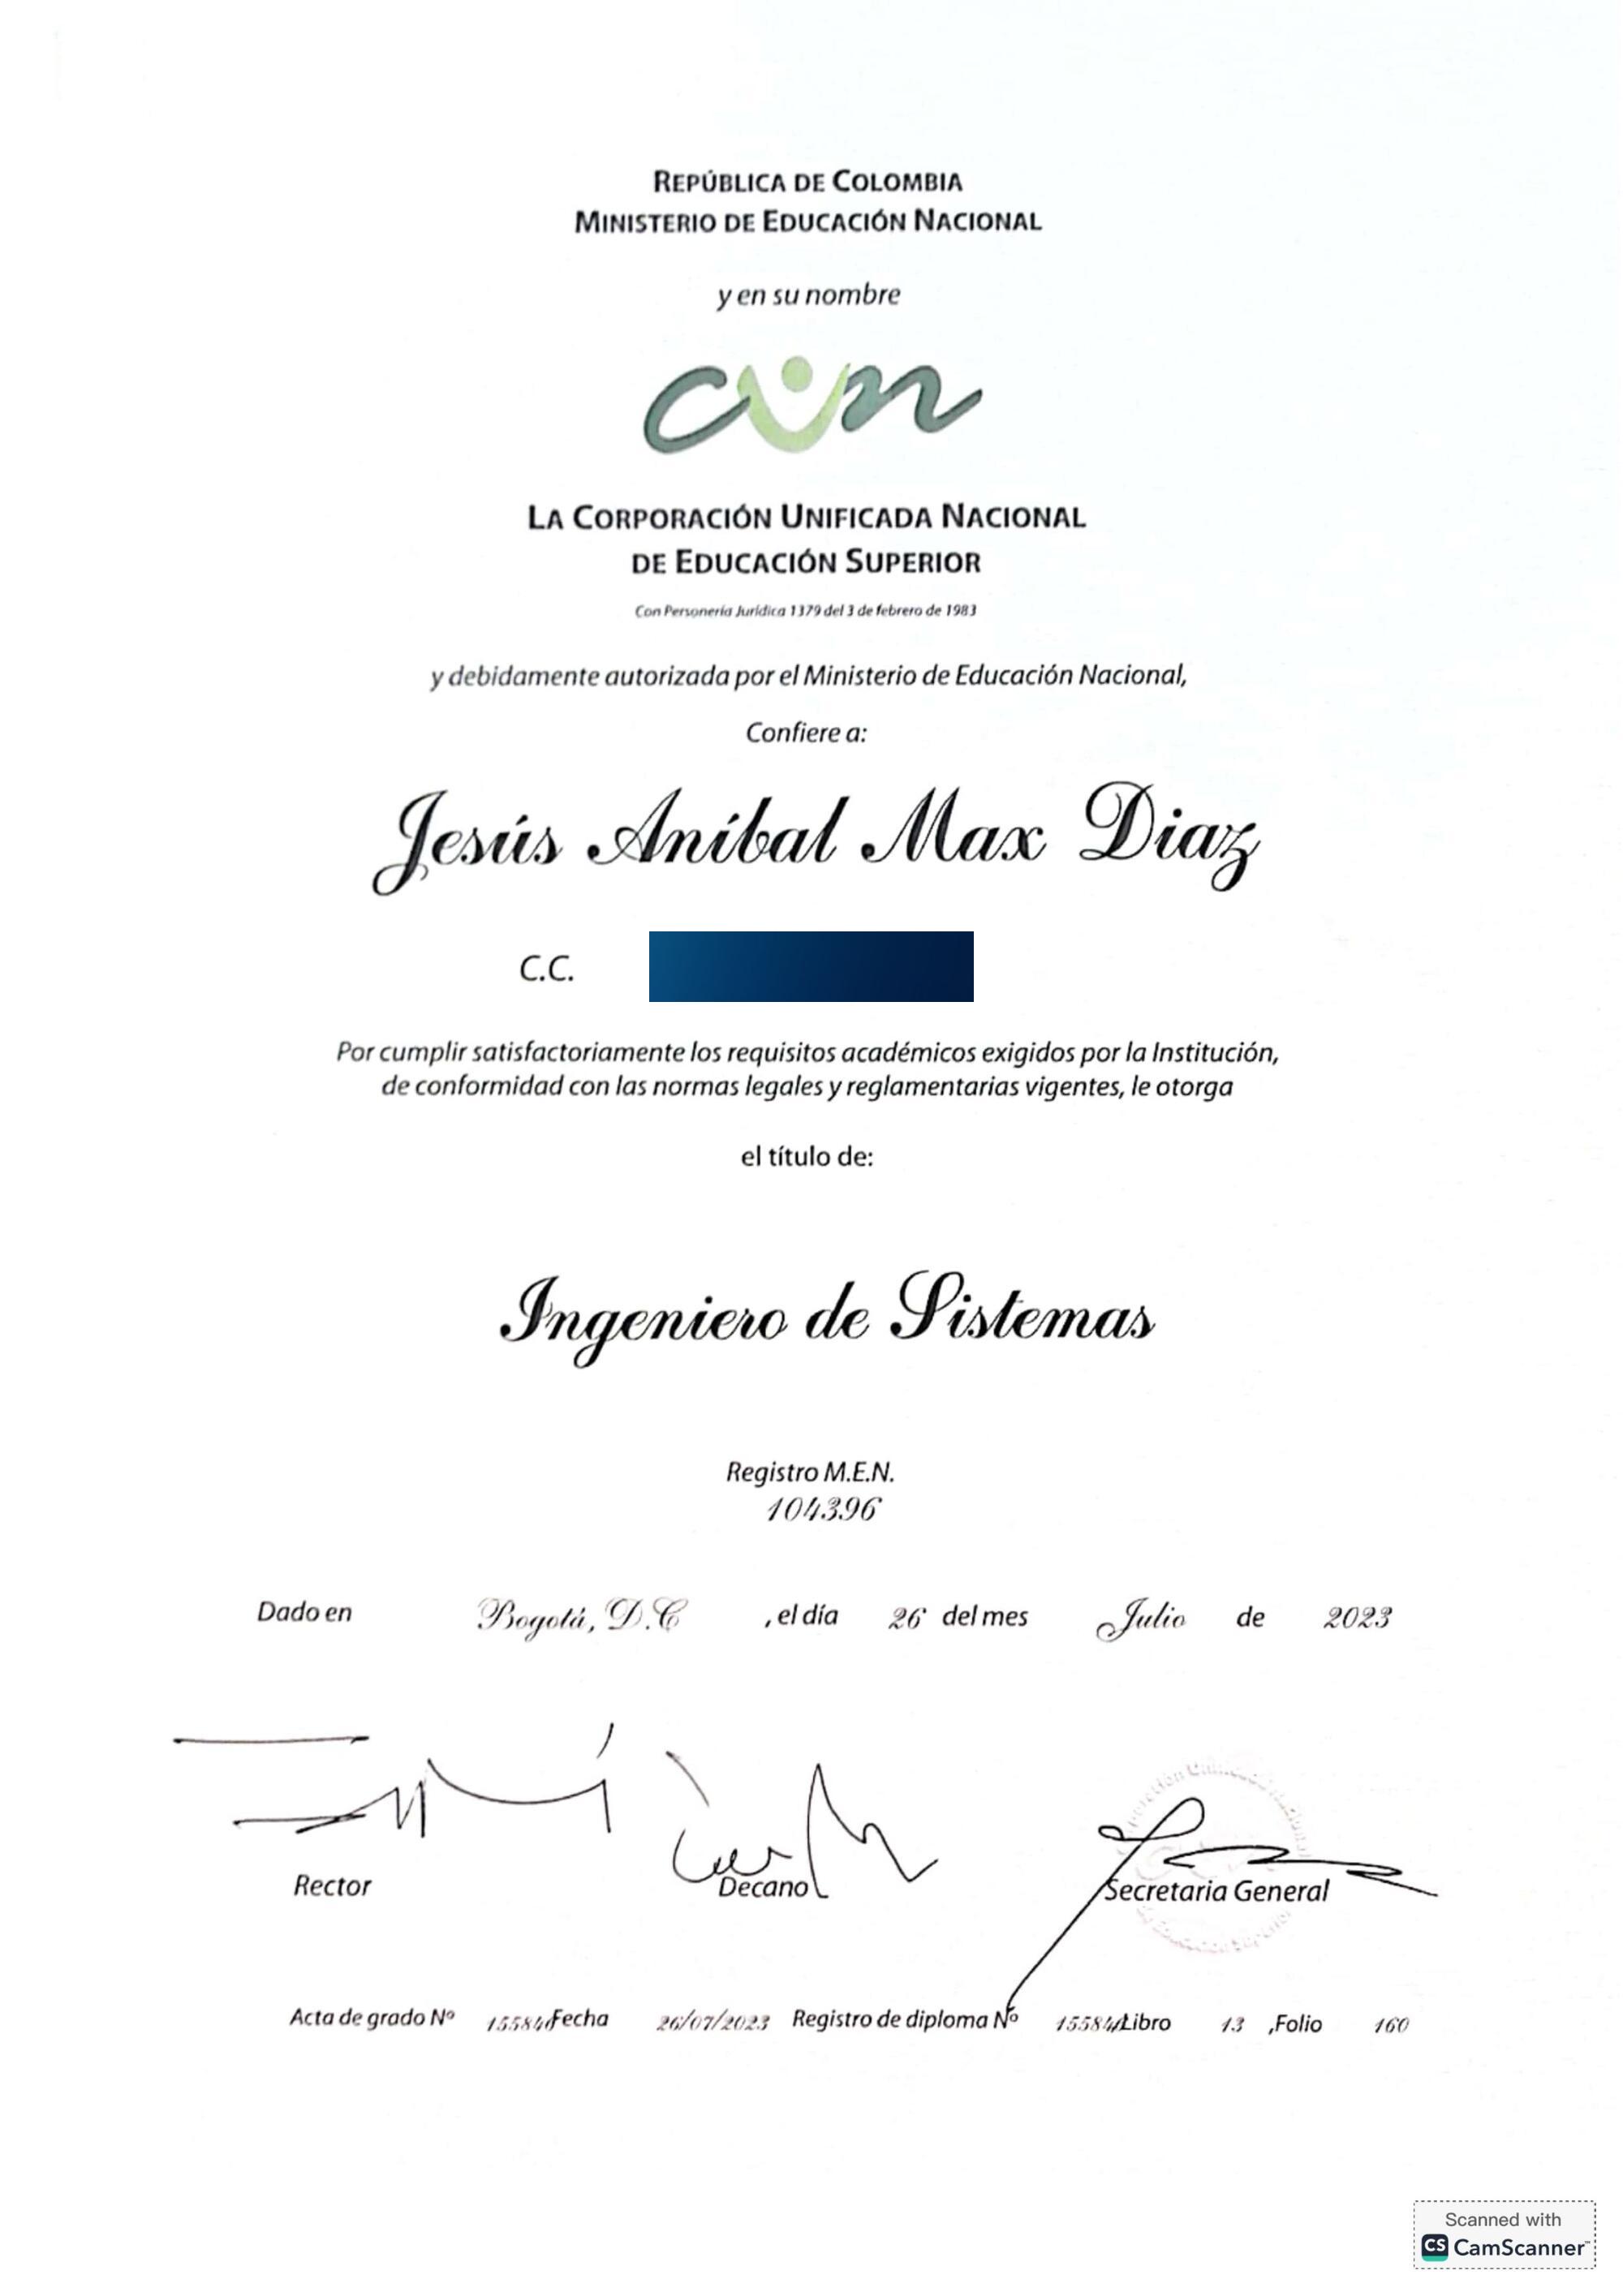 REPÚBLICA DE COLOMBIA
MINISTERIO DE EDUCACIÓN NACIONAL
y en su nombre
cun
LA CORPORACIÓN UNIFICADA NACIONAL
DE EDUCACIÓN SUPERIOR
Con Personería Jurídica 1379 del 3 de febrero de 1983
y debidamente autorizada por el Ministerio de Educación Nacional,
Confiere a:
Jesús Aníbal Max Diaz
C.C.
Por cumplir satisfactoriamente los requisitos académicos exigidos por la Institución,
de conformidad con las normas legales y reglamentarias vigentes, le otorga
el título de:
Ingeniero de Sistemas
Registro M.E.N.
104396
Dado en Bogotá, D.C , el día 26 del mes Julio de 2023
Rector Decano Secretaria General
Acta de grado Nº Fecha 26/07/2023 Registro de diploma Nº Libro 13 ,Folio 160
Scanned with
CS CamScanner